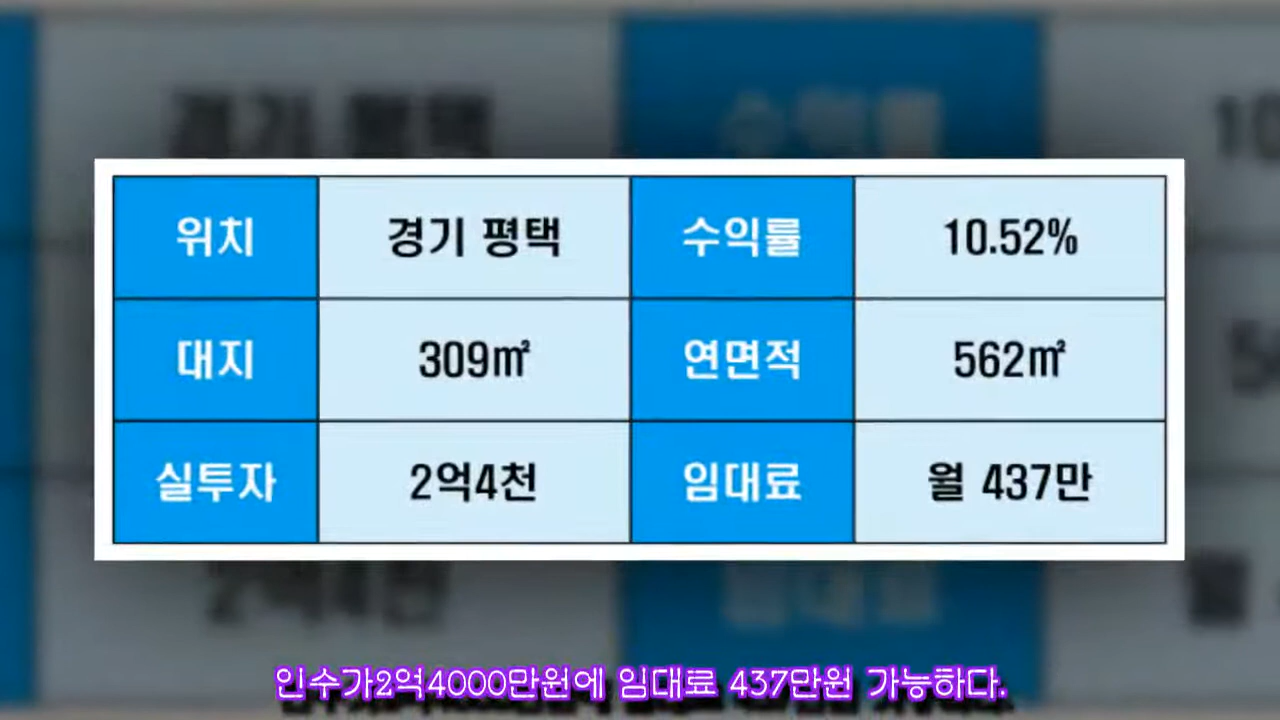 위치 경기 평택 수익률 10.52%
대지 309㎡ 연면적 562㎡
실투자 2억4천 임대료 월 437만
인수가2억4000만원에 임대료 437만원 가능하다.